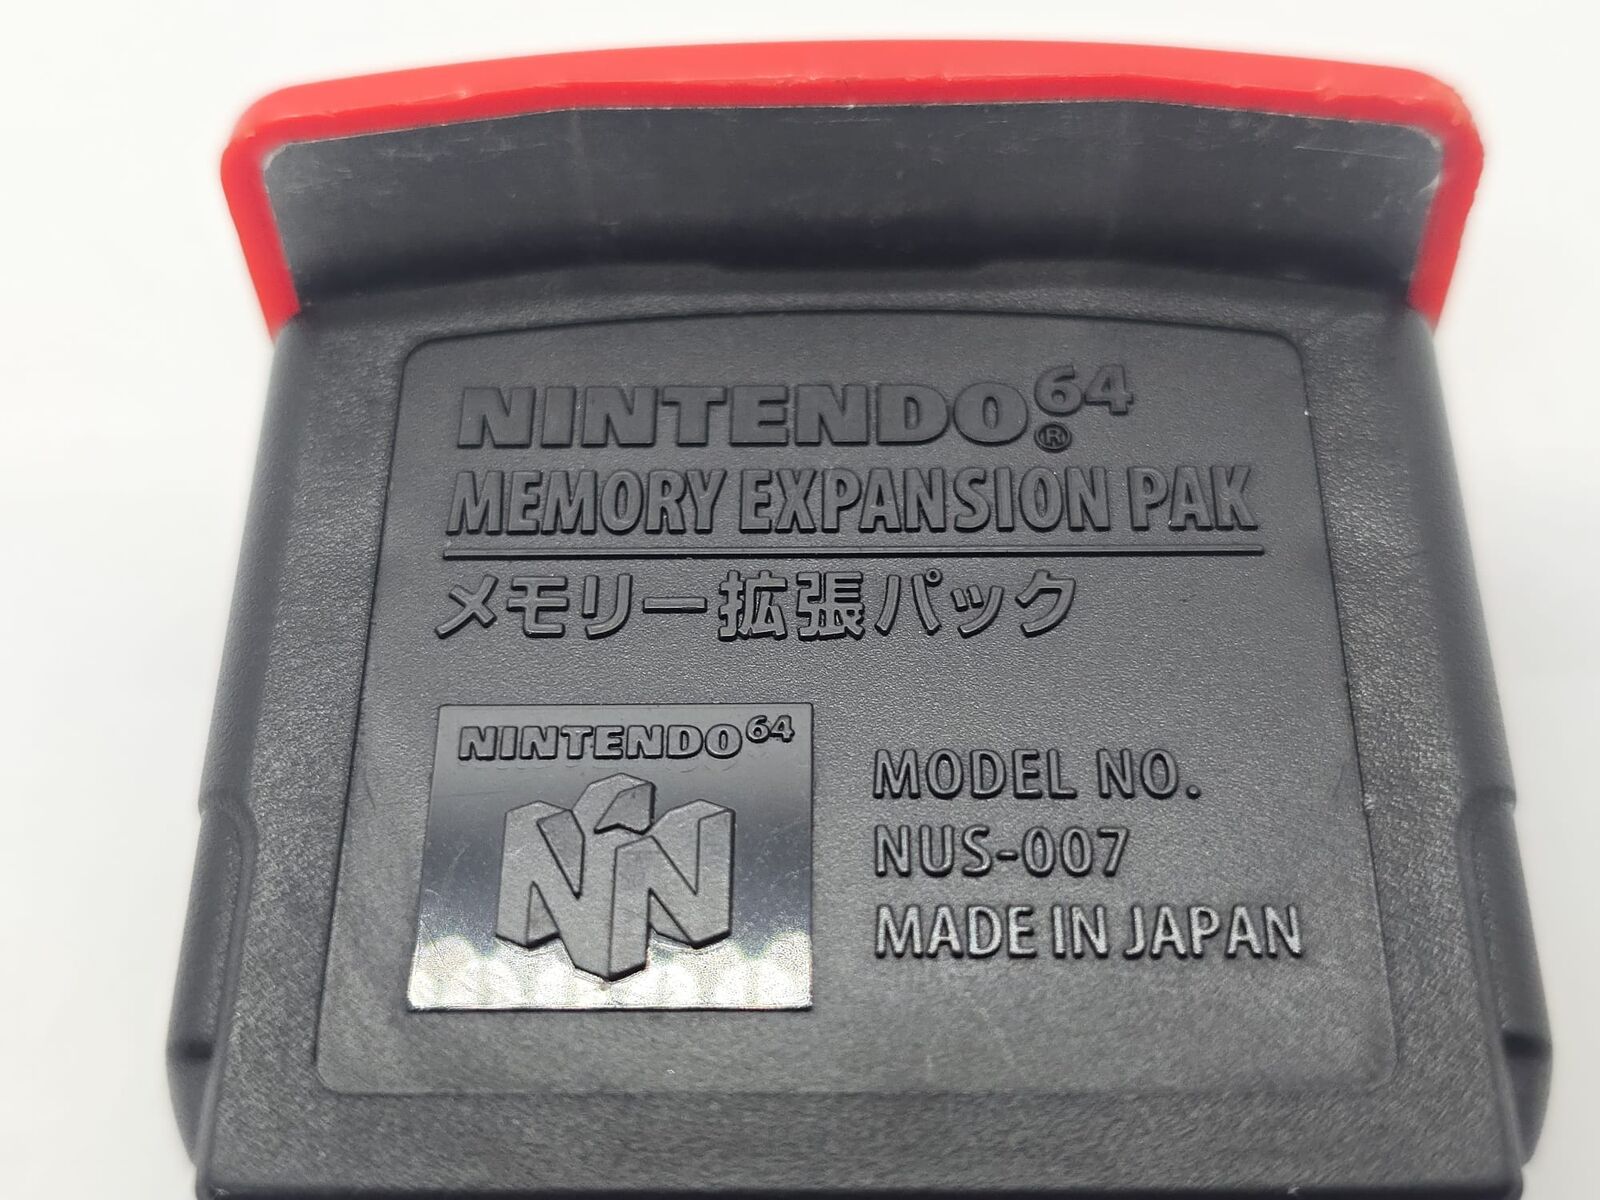 NINTENDO64®
MEMORY EXPANSION PAK
メモリー拡張パック
NINTENDO64
MODEL NO.
NUS-007
MADE IN JAPAN